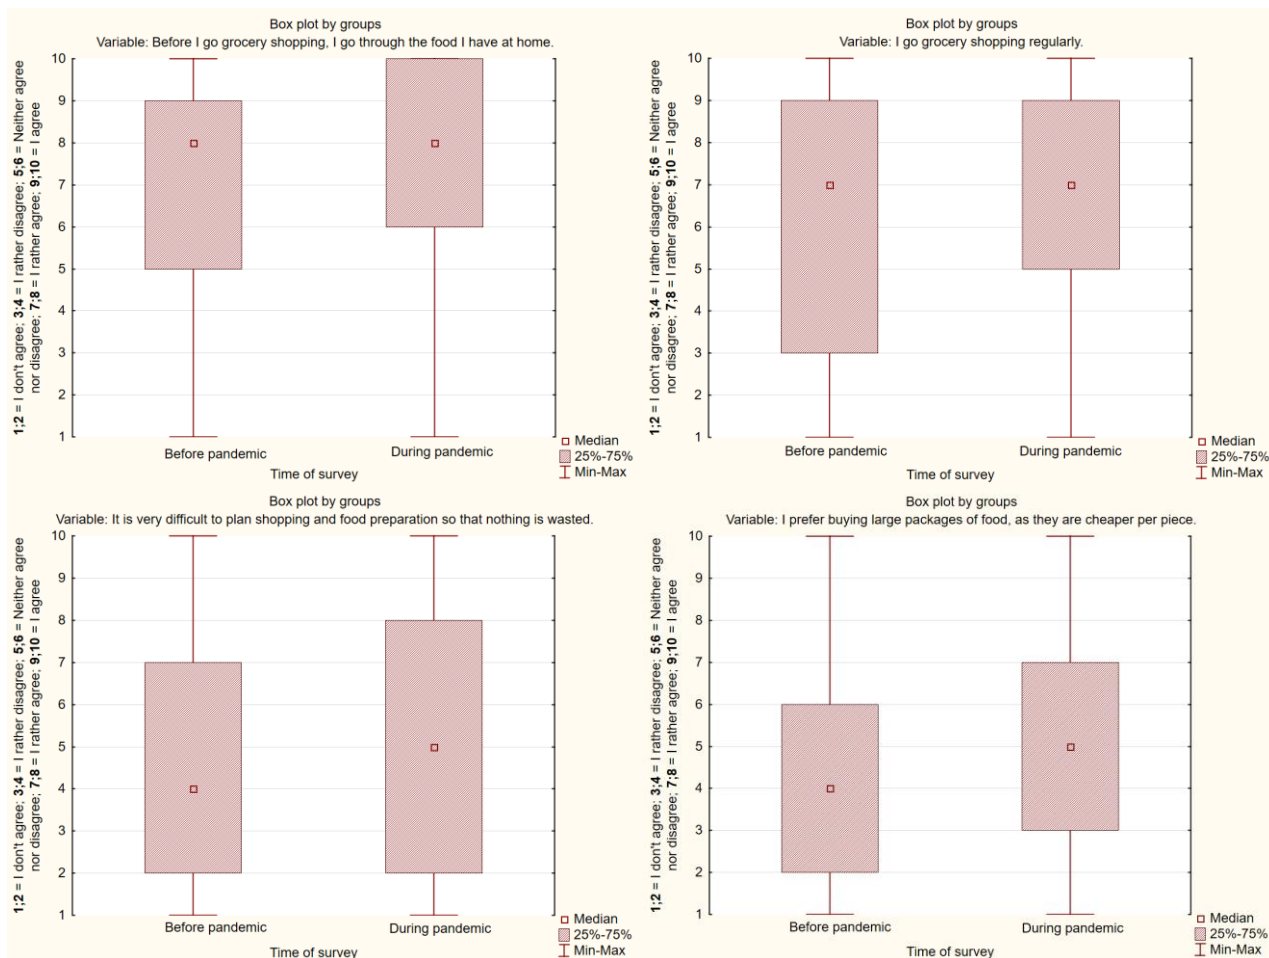 Box plot by groups
Variable: Before I go grocery shopping, I go through the food I have at home.
1;2 = I don't agree; 3;4 = I rather disagree; 5;6 = Neither agree
nor disagree; 7;8 = I rather agree; 9;10 = I agree
10
9
8
7
6
5
4
3
2
1
Before pandemic
During pandemic
Time of survey
Median
25%-75%
Min-Max
Box plot by groups
Variable: I go grocery shopping regularly.
1;2 = I don't agree; 3;4 = I rather disagree; 5;6 = Neither agree
nor disagree; 7;8 = I rather agree; 9;10 = I agree
10
9
8
7
6
5
4
3
2
1
Before pandemic
During pandemic
Time of survey
Median
25%-75%
Min-Max
Box plot by groups
Variable: It is very difficult to plan shopping and food preparation so that nothing is wasted.
1;2 = I don't agree; 3;4 = I rather disagree; 5;6 = Neither agree
nor disagree; 7;8 = I rather agree; 9;10 = I agree
10
9
8
7
6
5
4
3
2
1
Before pandemic
During pandemic
Time of survey
Median
25%-75%
Min-Max
Box plot by groups
Variable: I prefer buying large packages of food, as they are cheaper per piece.
1;2 = I don't agree; 3;4 = I rather disagree; 5;6 = Neither agree
nor disagree; 7;8 = I rather agree; 9;10 = I agree
10
9
8
7
6
5
4
3
2
1
Before pandemic
During pandemic
Time of survey
Median
25%-75%
Min-Max